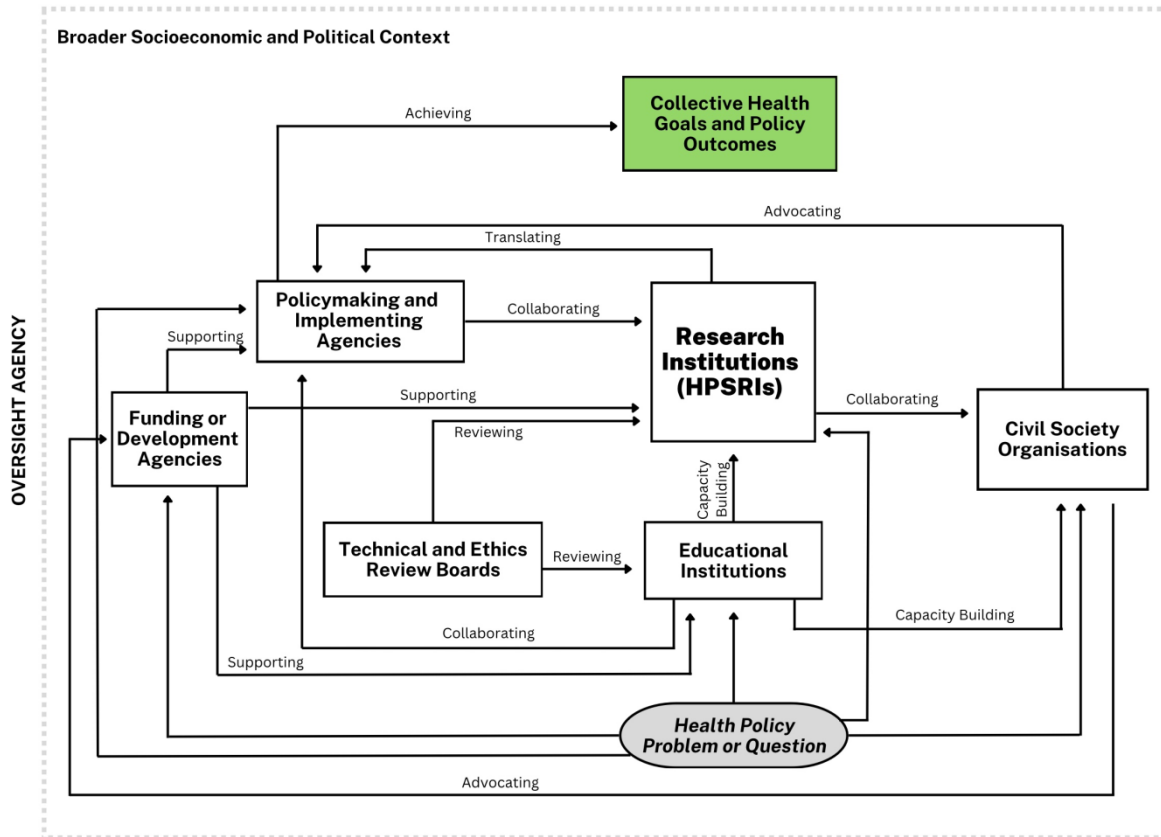 Broader Socioeconomic and Political Context
OVERSIGHT AGENCY
Achieving
Collective Health
Goals and Policy
Outcomes
Advocating
Translating
Policymaking and
Implementing
Agencies
Collaborating
Research
Institutions
(HPSRIs)
Supporting
Funding or
Development
Agencies
Supporting
Reviewing
Collaborating
Civil Society
Organisations
Capacity
Building
Technical and Ethics
Review Boards
Reviewing
Educational
Institutions
Capacity Building
Collaborating
Supporting
Health Policy
Problem or Question
Advocating